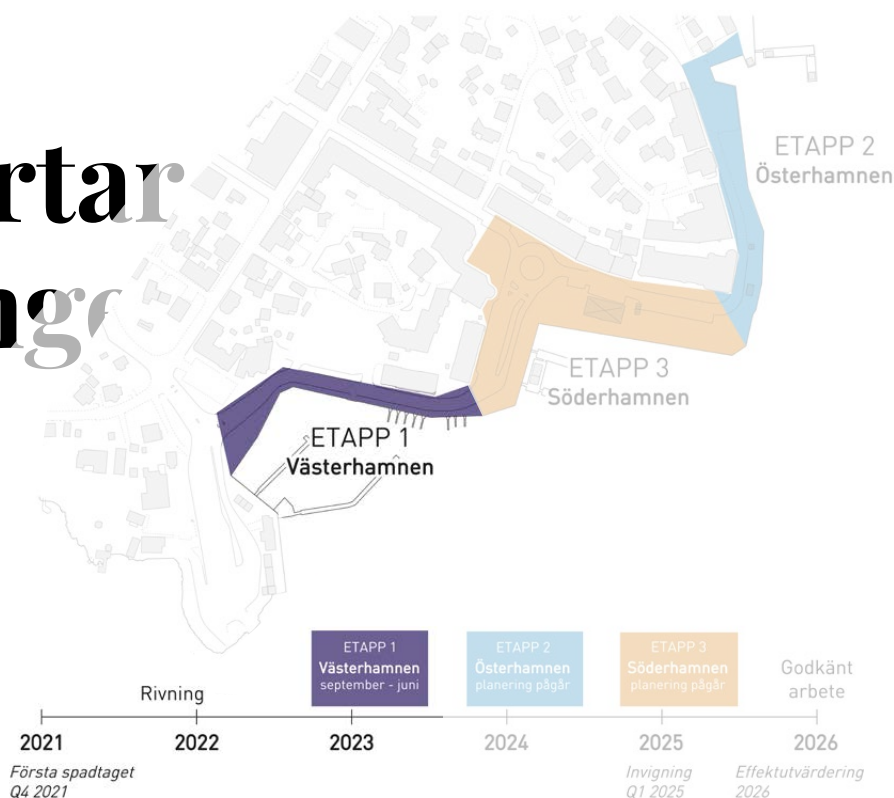 rtar
nge
ETAPP 2
Österhamnen
ETAPP 3
Söderhamnen
ETAPP 1
Västerhamnen
ETAPP 1
Västerhamnen
september - juni
ETAPP 2
Österhamnen
planering pågår
ETAPP 3
Söderhamnen
planering pågår
Rivning
Godkänt
arbete
2021 2022 2023 2024 2025 2026
Första spadtaget
Q4 2021
Invigning
Q1 2025
Effektutvärdering
2026